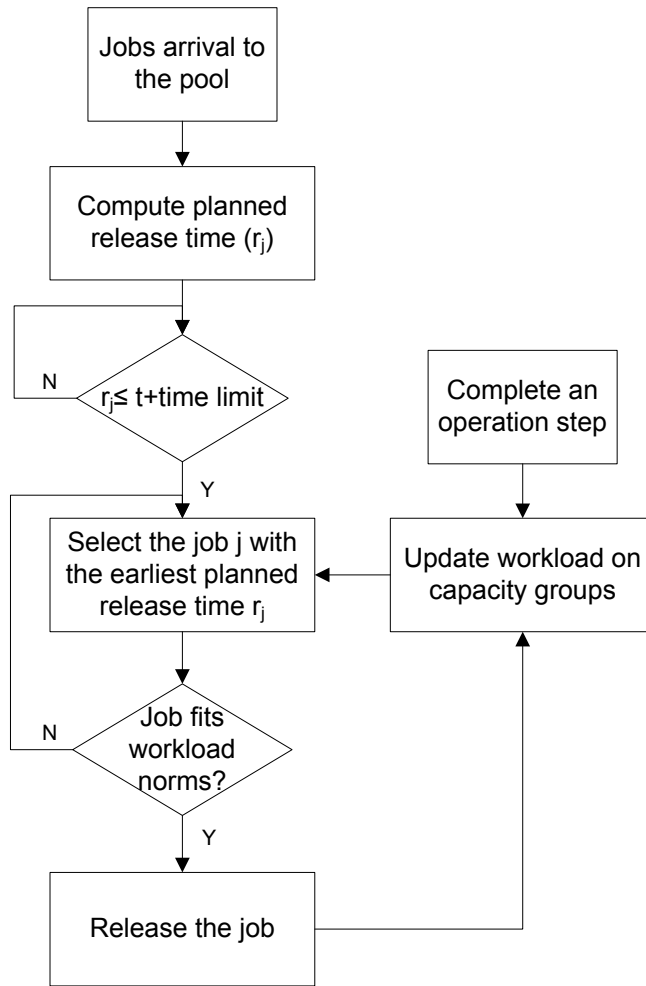 Jobs arrival to
the pool
Compute planned
release time (rⱼ)
N
rⱼ≤ t+time limit
Y
Complete an
operation step
Select the job j with
the earliest planned
release time rⱼ
Update workload on
capacity groups
N
Job fits
workload
norms?
Y
Release the job